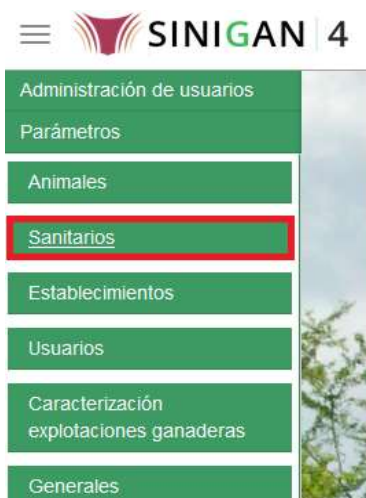 SINIGAN 4
Administración de usuarios
Parámetros
Animales
Sanitarios
Establecimientos
Usuarios
Caracterización
explotaciones ganaderas
Generales